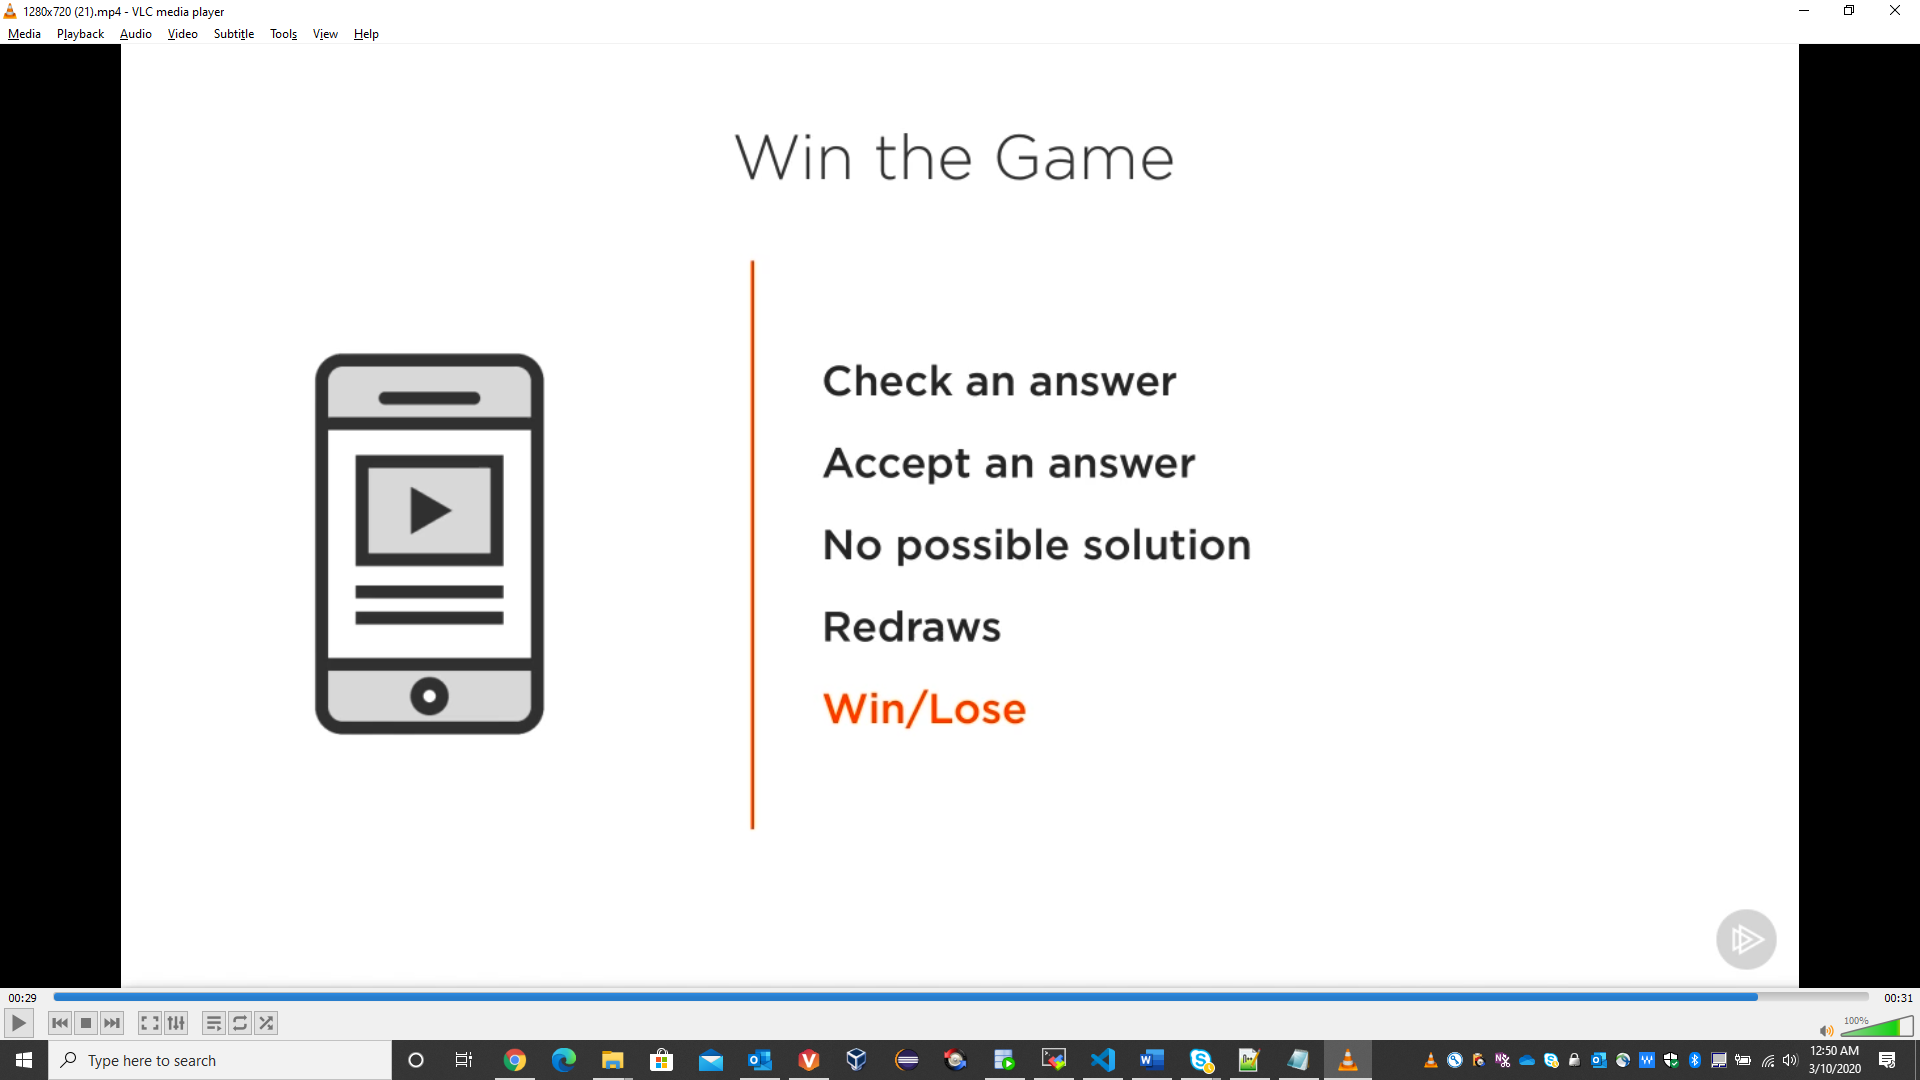 1280x720 (21).mp4 - VLC media player
Media Playback Audio Video Subtitle Tools View Help
Win the Game
Check an answer
Accept an answer
No possible solution
Redraws
Win/Lose
00:29
00:31
100%
Type here to search
12:50 AM
3/10/2020